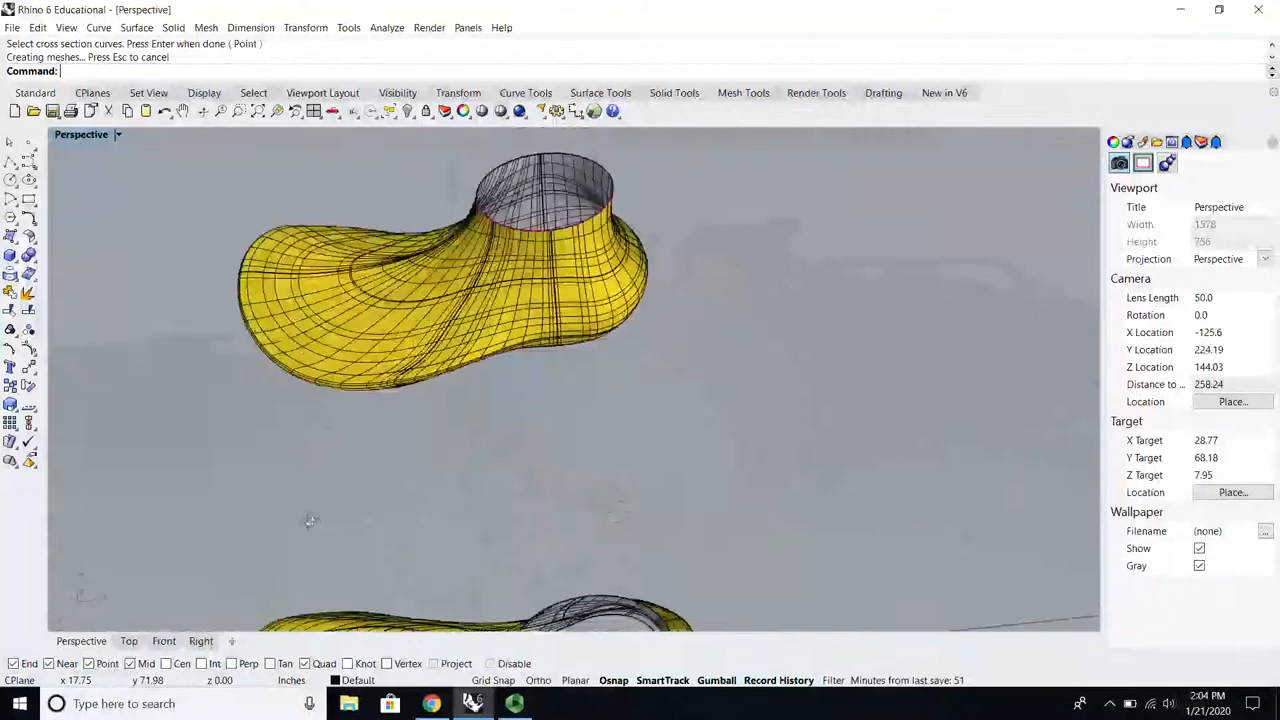 Rhino 6 Educational - [Perspective]
File Edit View Curve Surface Solid Mesh Dimension Transform Tools Analyze Render Panels Help
Select cross section curves. Press Enter when done ( Point )
Creating meshes... Press Esc to cancel
Command:
Standard CPlanes Set View Display Select Viewport Layout Visibility Transform Curve Tools Surface Tools Solid Tools Mesh Tools Render Tools Drafting New in V6
Perspective
Viewport
Title Perspective
Width 1578
Height 756
Projection Perspective
Camera
Lens Length 50.0
Rotation 0.0
X Location -125.6
Y Location 224.19
Z Location 144.03
Distance to ... 258.24
Location Place...
Target
X Target 28.77
Y Target 68.18
Z Target 7.95
Location Place...
Wallpaper
Filename (none) ...
Show
Gray
Perspective Top Front Right
End Near Point Mid Cen Int Perp Tan Quad Knot Vertex Project Disable
CPlane x 17.75 y 71.98 z 0.00 Inches Default Grid Snap Ortho Planar Osnap SmartTrack Gumball Record History Filter Minutes from last save: 51
Type here to search
2:04 PM
1/21/2020